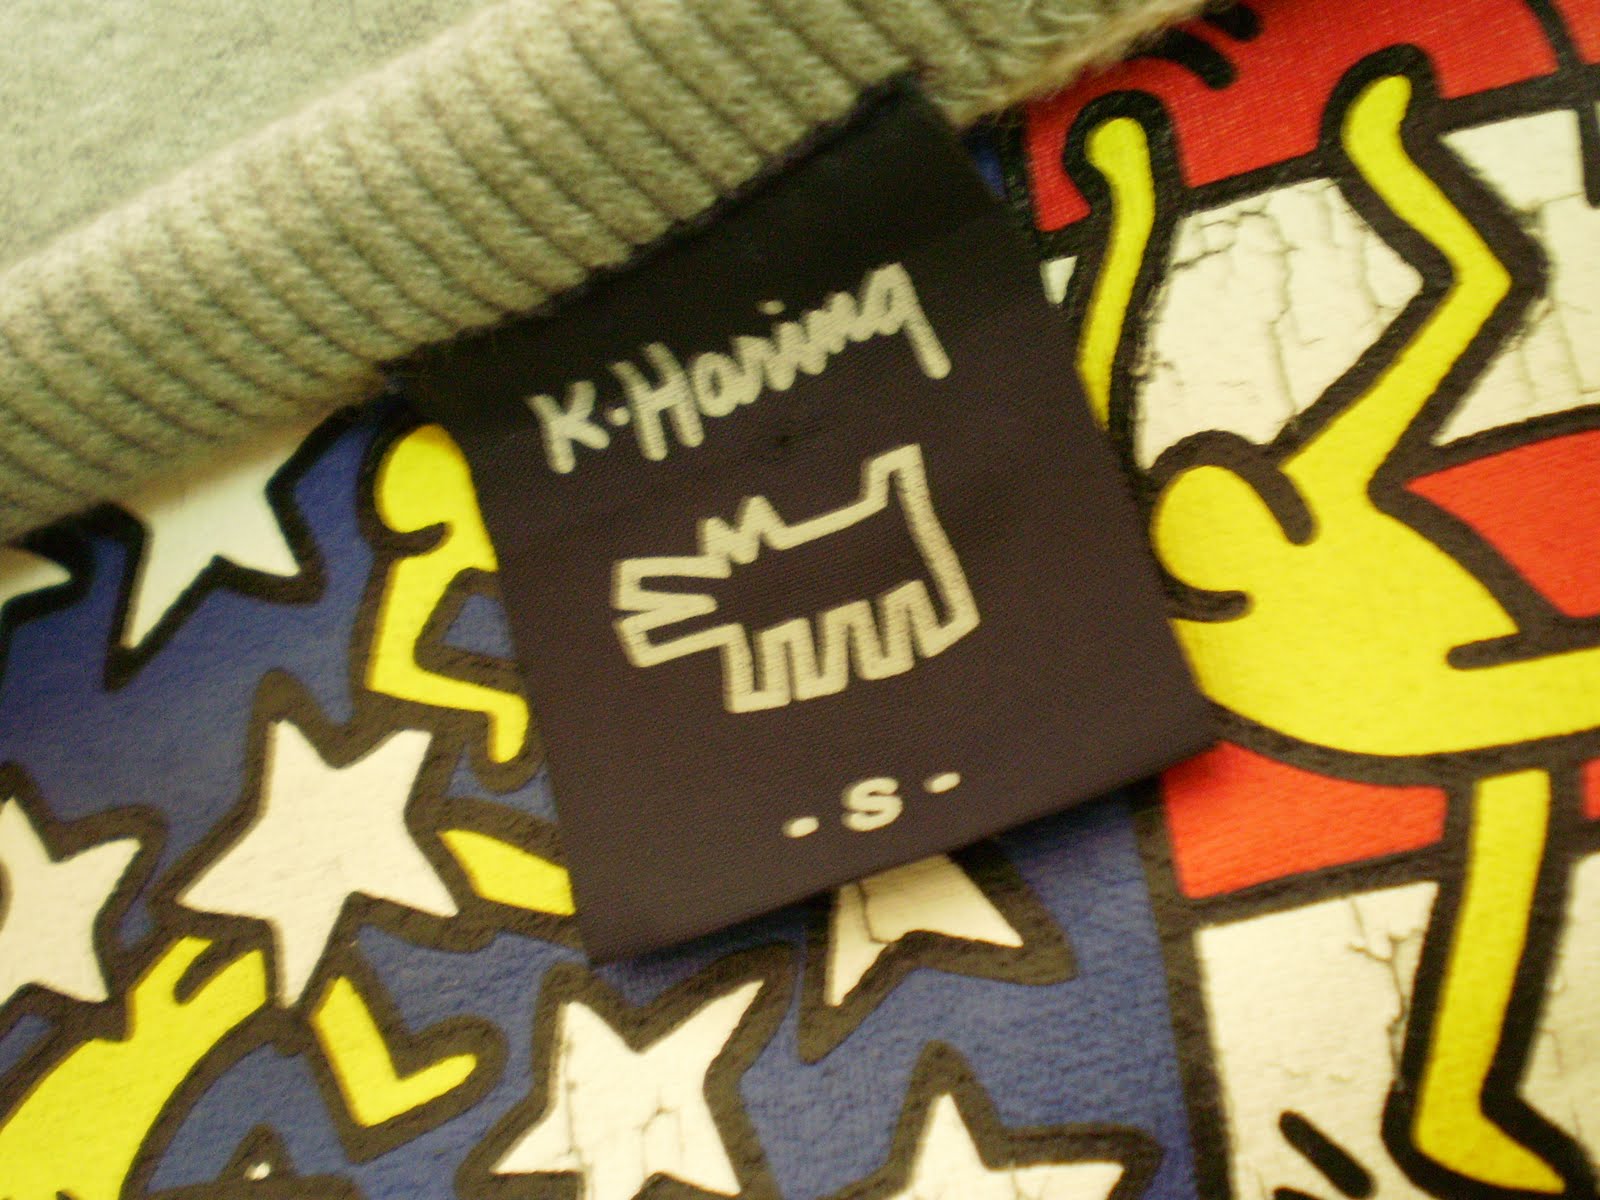 K.Haring
- S -